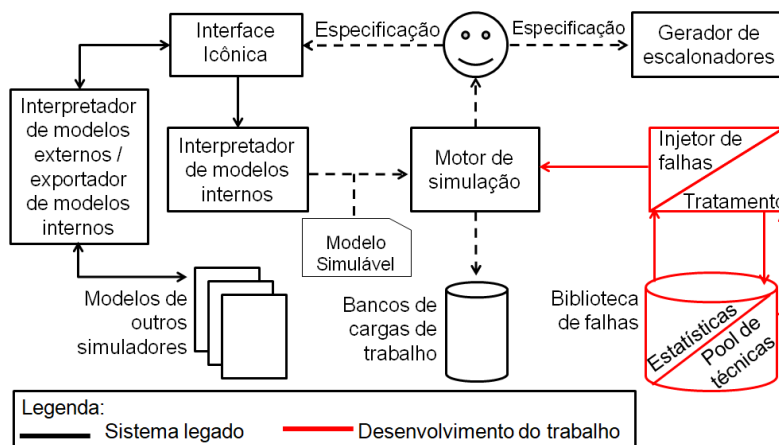 Interface
Icônica
Especificação
Especificação
Gerador de
escalonadores
Interpretador
de modelos
externos /
exportador
de modelos
internos
Interpretador
de modelos
internos
Motor de
simulação
Injetor de
falhas
Tratamento
Modelo
Simulável
Modelos de
outros
simuladores
Bancos de
cargas de
trabalho
Biblioteca
de falhas
Estatísticas
Pool de
técnicas
Legenda:
Sistema legado
Desenvolvimento do trabalho